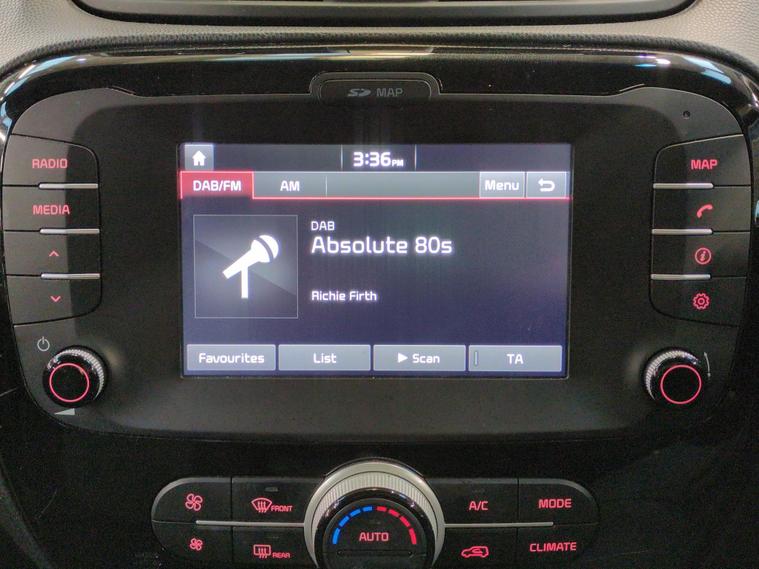 SD MAP
RADIO
MEDIA
3:36PM
DAB/FM AM Menu
DAB
Absolute 80s
Richie Firth
Favourites List Scan TA
MAP
FRONT
REAR
AUTO
A/C
MODE
CLIMATE